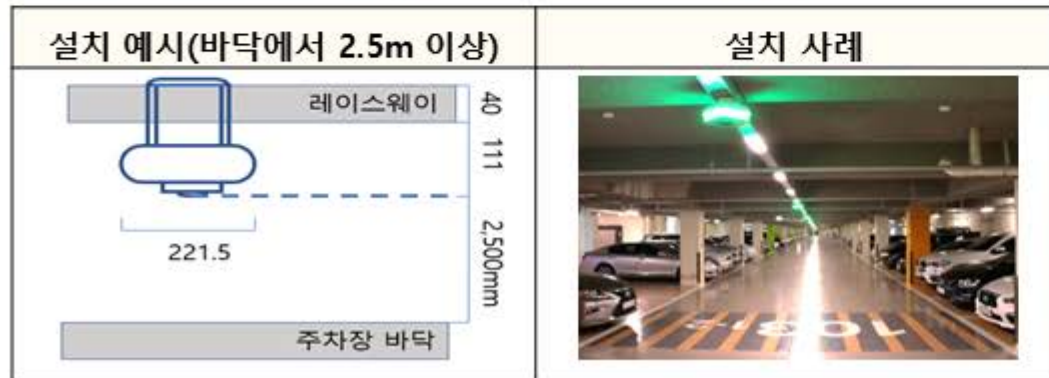 설치 예시(바닥에서 2.5m 이상)
설치 사례
레이스웨이
40
111
2,500mm
221.5
주차장 바닥